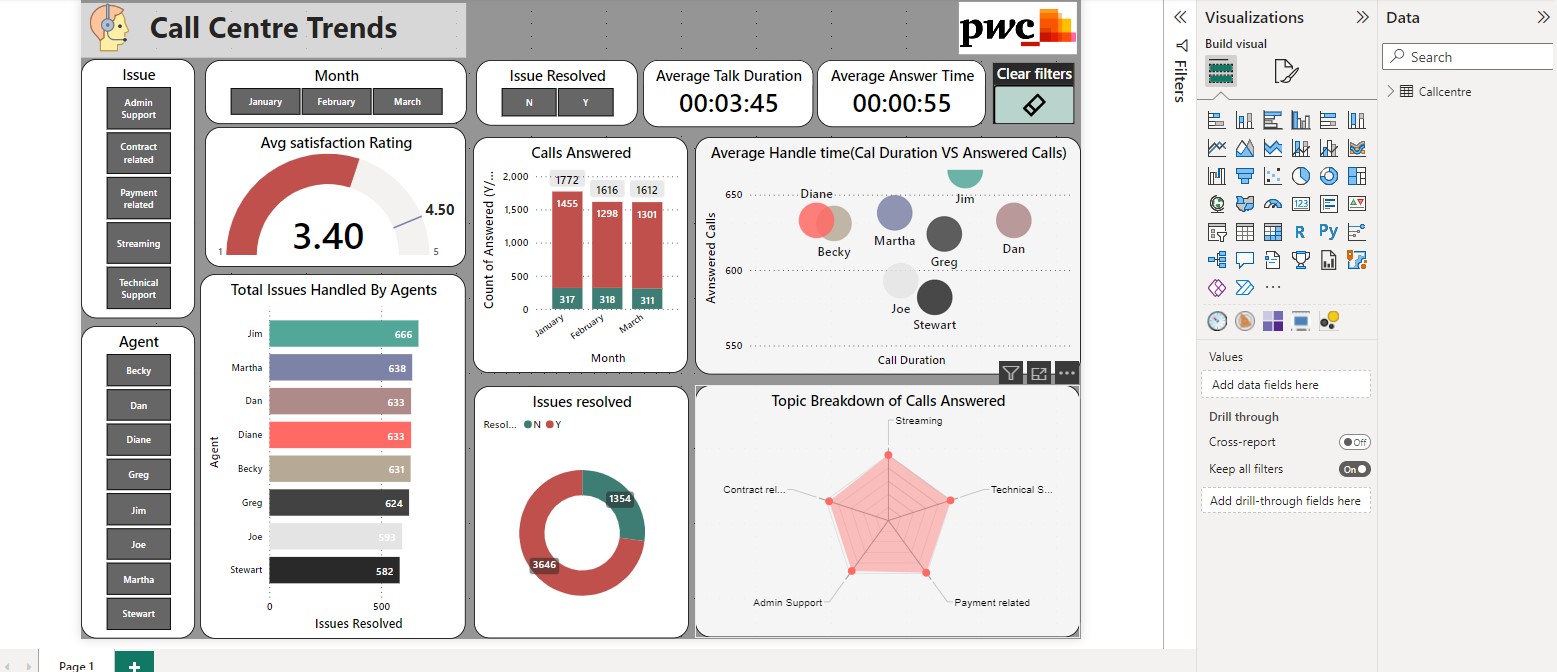 Call Centre Trends
pwc
Issue
Admin
Support
Contract
related
Payment
related
Streaming
Technical
Support
Agent
Becky
Dan
Diane
Greg
Jim
Joe
Martha
Stewart
Month
January
February
March
Issue Resolved
N
Y
Average Talk Duration
00:03:45
Average Answer Time
00:00:55
Clear filters
Avg satisfaction Rating
3.40
4.50
1
5
Total Issues Handled By Agents
Agent
Jim
666
Martha
638
Dan
633
Diane
633
Becky
631
Greg
624
Joe
593
Stewart
582
0
500
Issues Resolved
Calls Answered
Count of Answered (Y/...
2,000
1,500
1,000
500
0
1772
1616
1612
1455
1298
1301
317
318
311
January
February
March
Month
Average Handle time(Cal Duration VS Answered Calls)
Avnswered Calls
650
600
550
Diane
Becky
Martha
Jim
Greg
Dan
Joe
Stewart
Call Duration
Issues resolved
Resol... N Y
1354
3646
Topic Breakdown of Calls Answered
Streaming
Contract rel...
Technical S...
Admin Support
Payment related
Page 1
+
Filters
Visualizations
Build visual
123
R
Py
...
Values
Add data fields here
Drill through
Cross-report
Off
Keep all filters
On
Add drill-through fields here
Data
Search
Callcentre